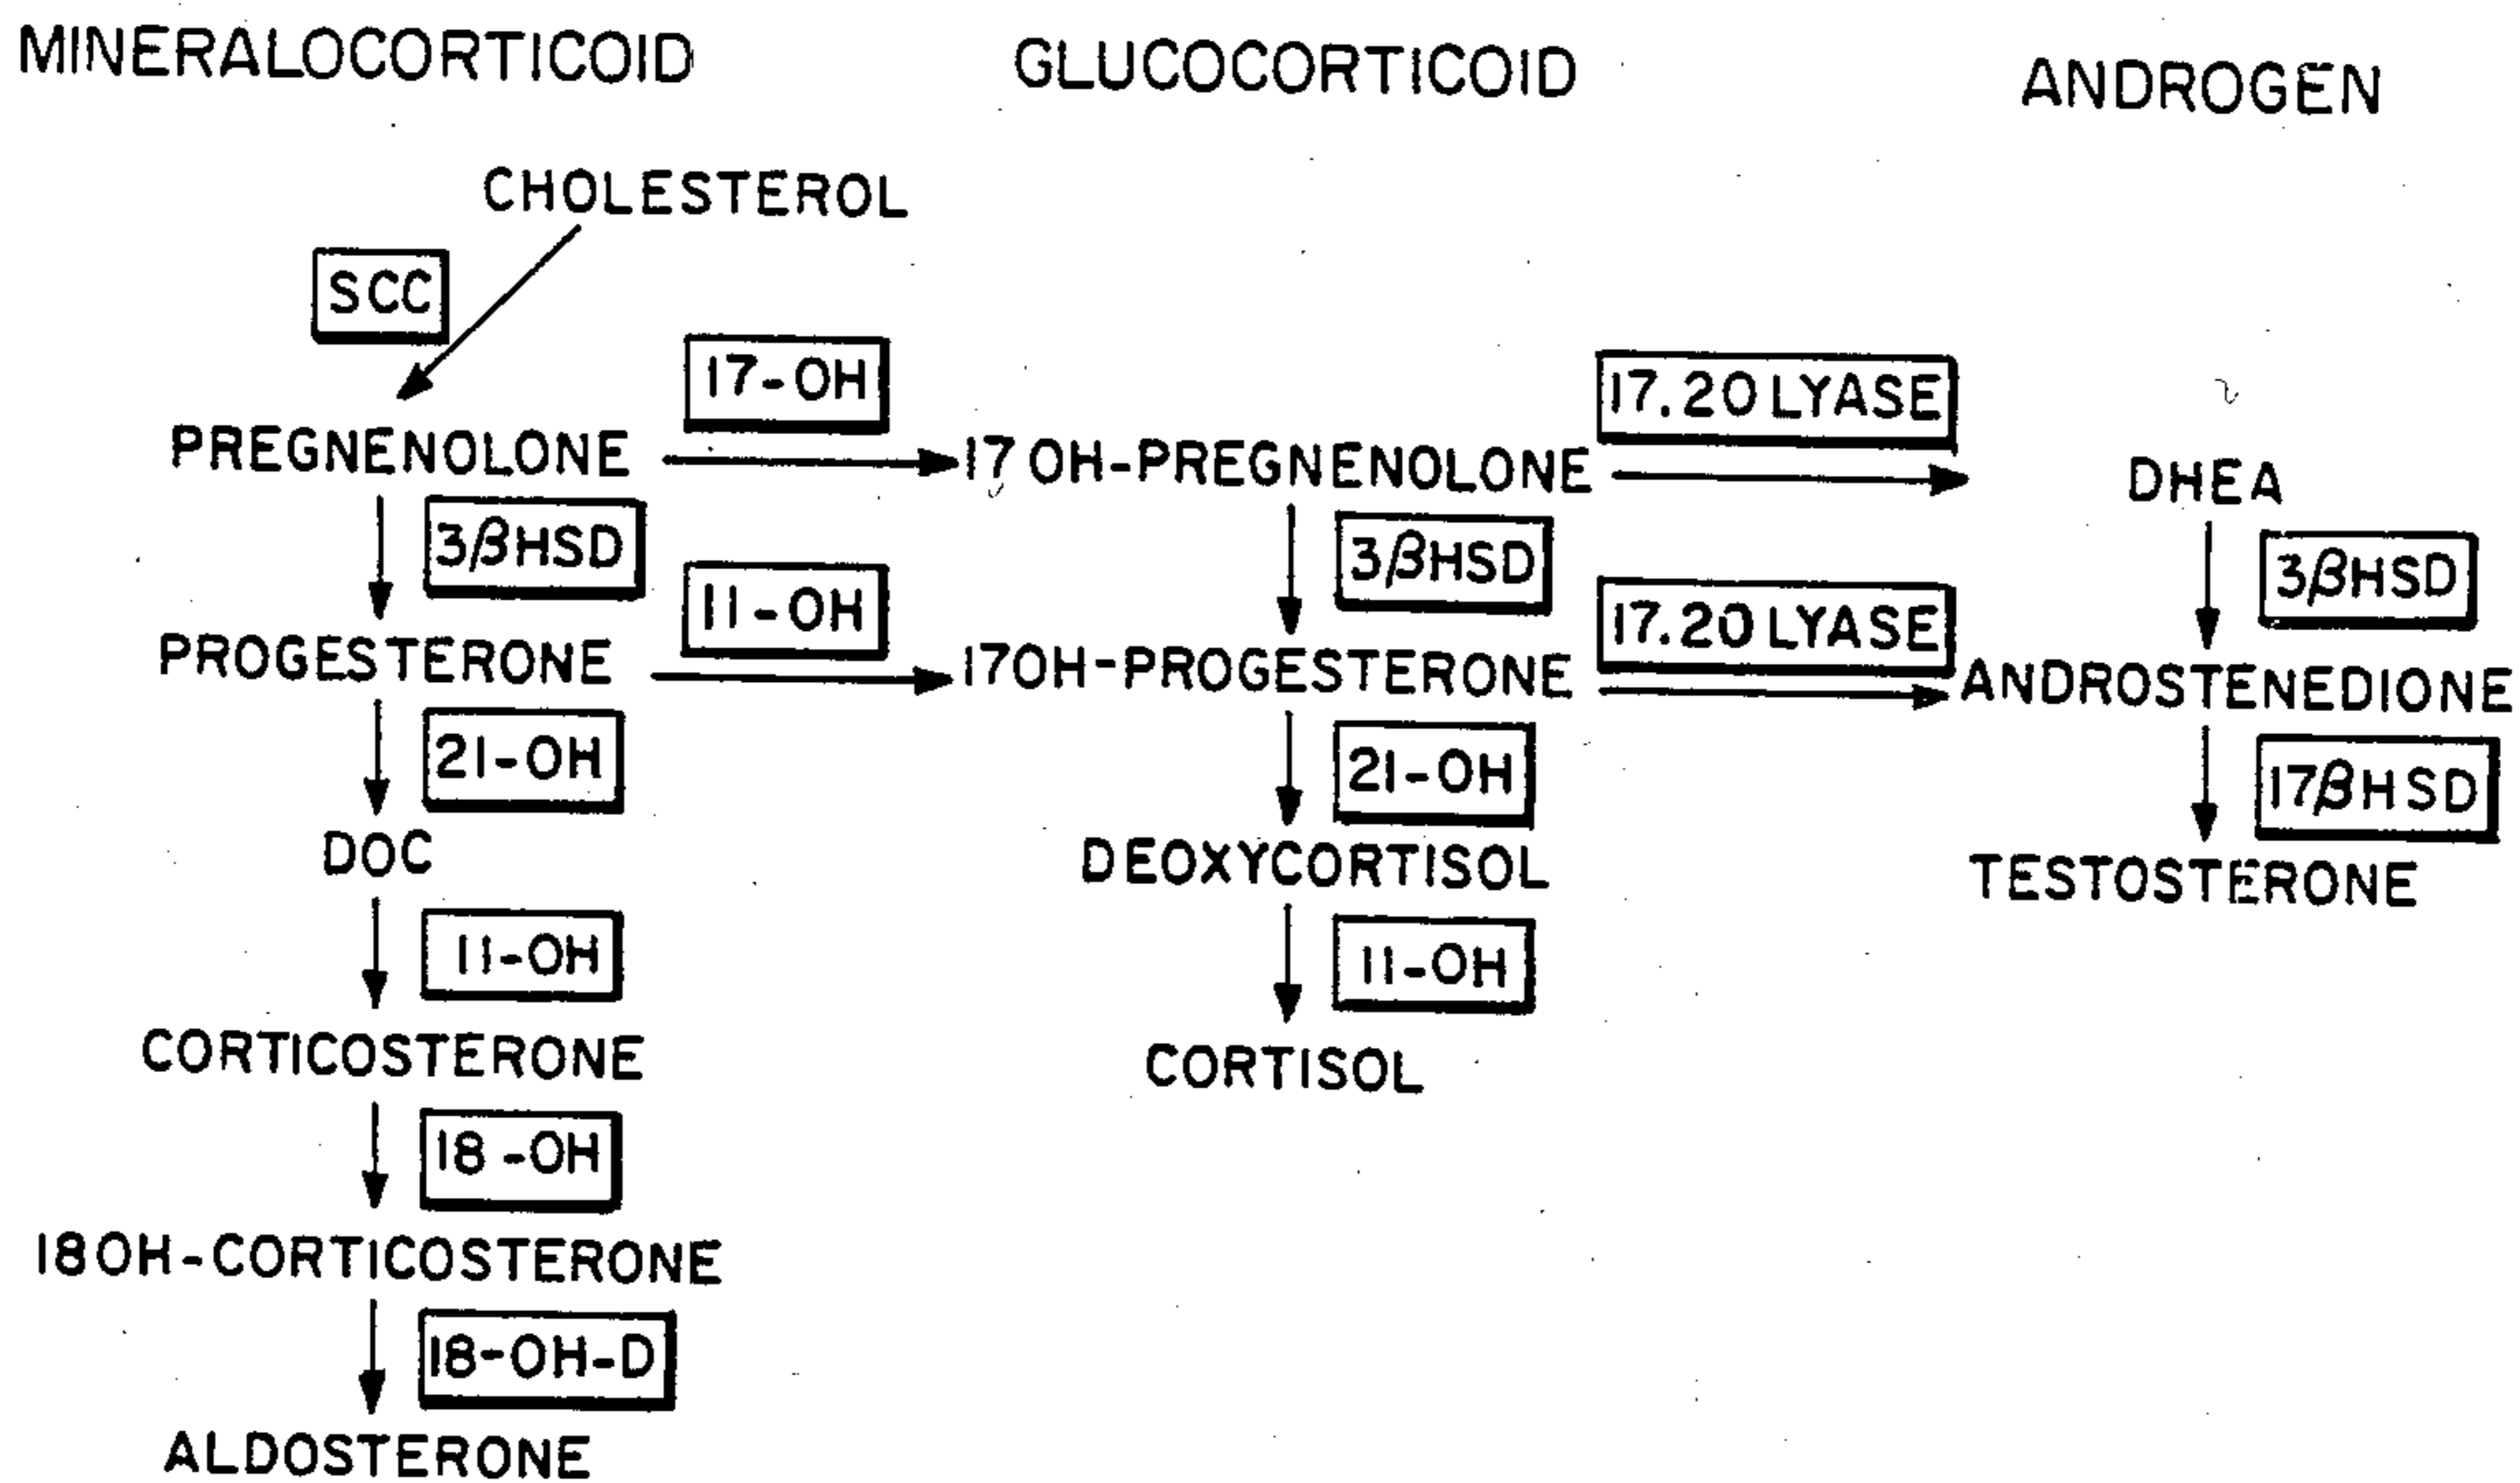 MINERALOCORTICOID
GLUCOCORTICOID
ANDROGEN
CHOLESTEROL
SCC
17-OH
17.20 LYASE
PREGNENOLONE
17 OH-PREGNENOLONE
DHEA
3βHSD
3βHSD
3βHSD
11-OH
17.20 LYASE
PROGESTERONE
17OH-PROGESTERONE
ANDROSTENEDIONE
21-OH
21-OH
17βHSD
DOC
DEOXYCORTISOL
TESTOSTERONE
11-OH
11-OH
CORTICOSTERONE
CORTISOL
18-OH
18OH-CORTICOSTERONE
18-OH-D
ALDOSTERONE